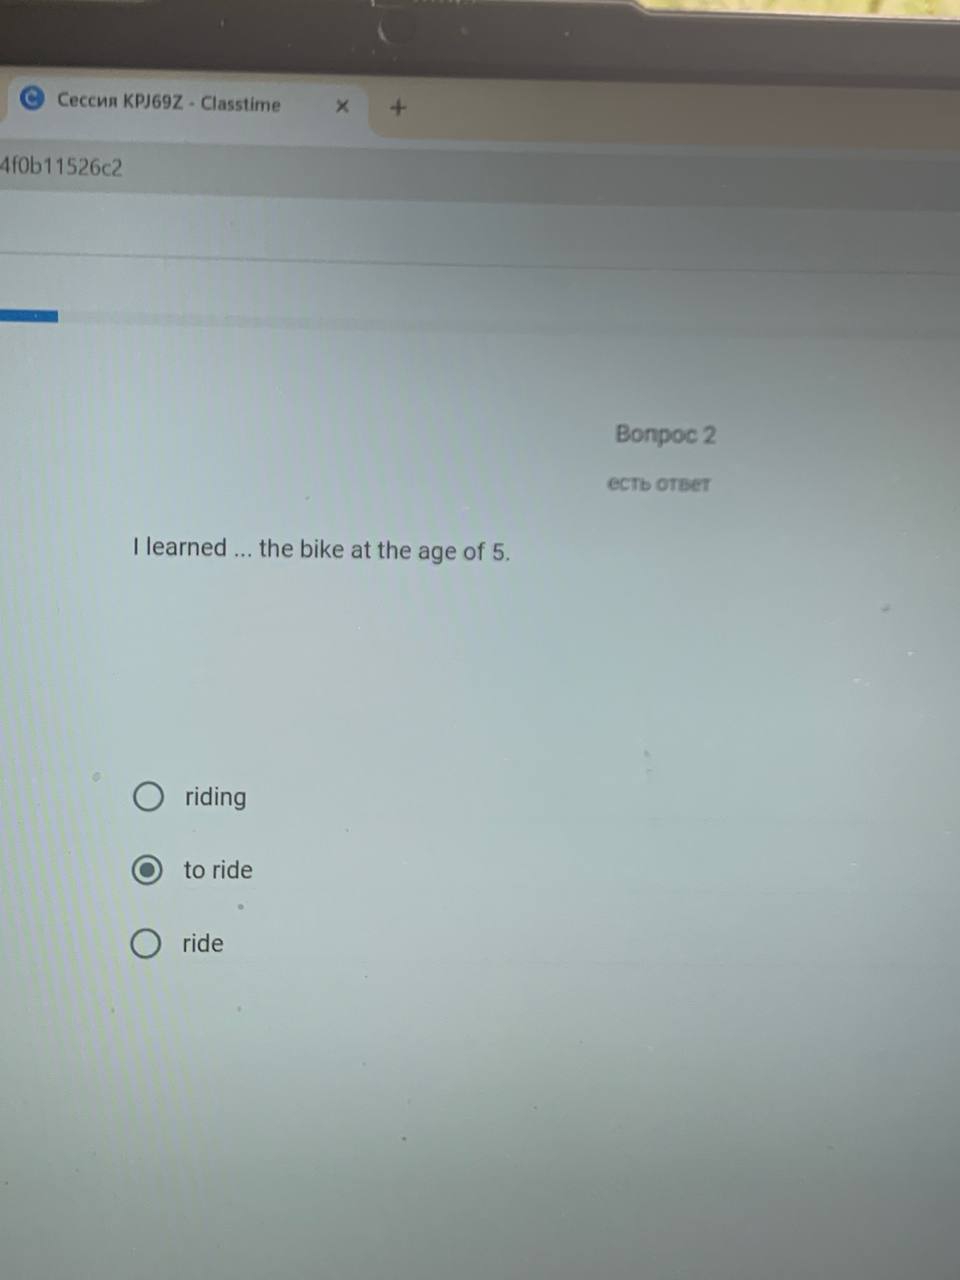 Сессия KPJ69Z - Classtime
4f0b11526c2
Вопрос 2
есть ответ
I learned ... the bike at the age of 5.
riding
to ride
ride